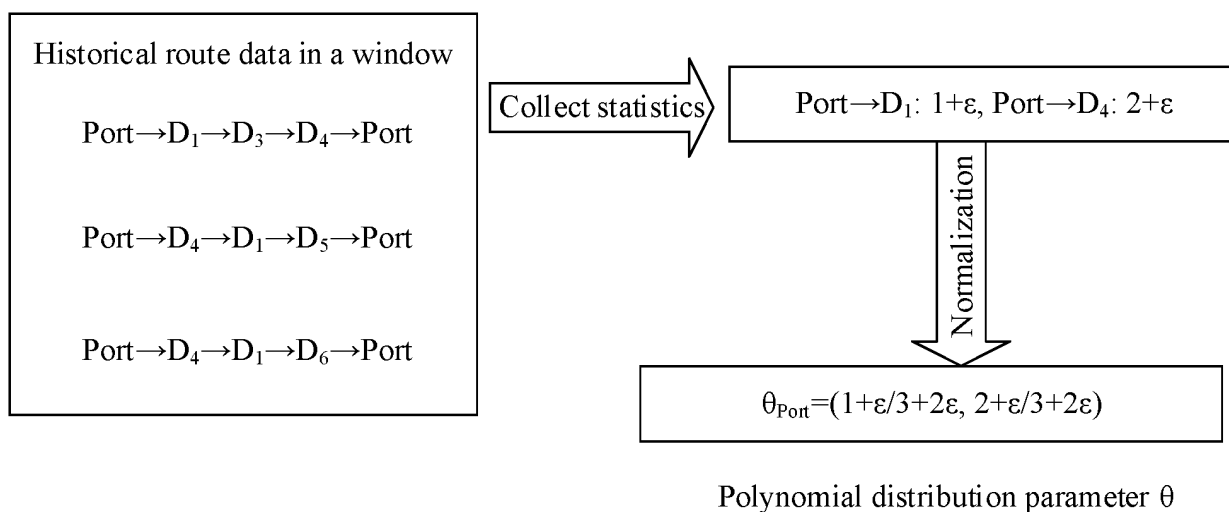 Historical route data in a window
Port→D₁→D₃→D₄→Port
Port→D₄→D₁→D₅→Port
Port→D₄→D₁→D₆→Port
Collect statistics
Port→D₁: 1+ε, Port→D₄: 2+ε
Normalization
θPort=(1+ε/3+2ε, 2+ε/3+2ε)
Polynomial distribution parameter θ